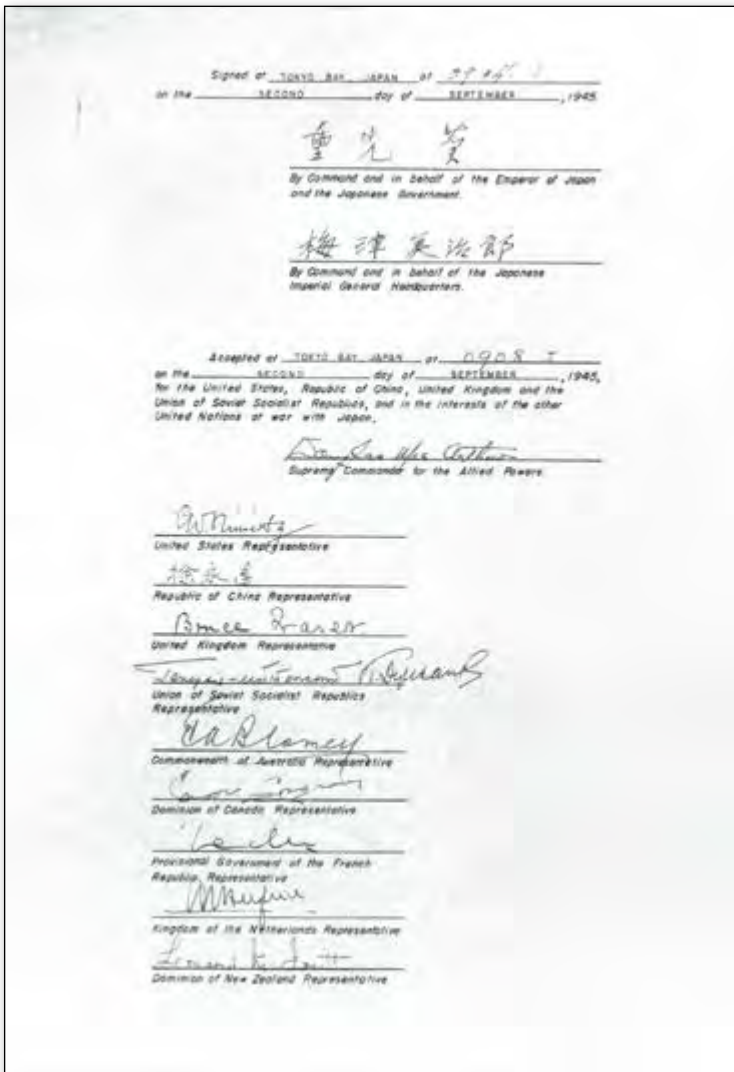 Signed at TOKYO BAY, JAPAN at 0904 I
on the SECOND day of SEPTEMBER, 1945
重光葵
By Command and in behalf of the Emperor of Japan
and the Japanese Government.
梅津美治郎
By Command and in behalf of the Japanese
Imperial General Headquarters.
Accepted at TOKYO BAY, JAPAN at 0908 I
on the SECOND day of SEPTEMBER, 1945,
for the United States, Republic of China, United Kingdom and the
Union of Soviet Socialist Republics, and in the interests of the other
United Nations at war with Japan.
Douglas MacArthur
Supreme Commander for the Allied Powers.
C.W. Nimitz
United States Representative
徐永昌
Republic of China Representative
Bruce Fraser
United Kingdom Representative
Union of Soviet Socialist Republics
Representative
T.A. Blamey
Commonwealth of Australia Representative
Dominion of Canada Representative
Leclerc
Provisional Government of the French
Republic Representative
Kingdom of the Netherlands Representative
Dominion of New Zealand Representative